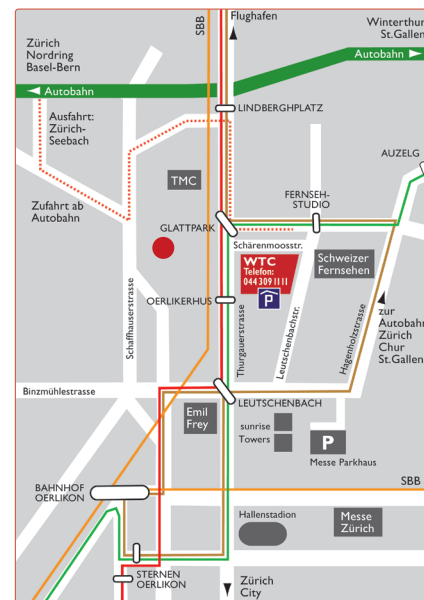 SBB
Flughafen
Winterthur
St.Gallen
Zürich
Nordring
Basel-Bern
Autobahn
Autobahn
LINDBERGHPLATZ
Ausfahrt:
Zürich-
Seebach
AUZELG
TMC
FERNSEH-
STUDIO
Zufahrt ab
Autobahn
GLATTPARK
Schärenmoosstr.
WTC
Telefon:
044 309 11 11
P
Schweizer
Fernsehen
OERLIKERHUS
Schaffhauserstrasse
Thurgauerstrasse
Leutschenbachstr.
Hagenholzstrasse
zur
Autobahn
Zürich
Chur
St.Gallen
Binzmühlestrasse
LEUTSCHENBACH
Emil
Frey
sunrise
Towers
P
Messe Parkhaus
BAHNHOF
OERLIKON
SBB
Hallenstadion
Messe
Zürich
STERNEN
OERLIKON
Zürich
City